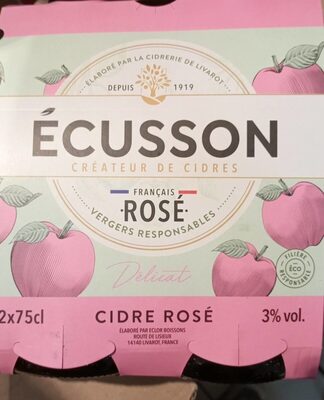 ÉLABORÉ PAR LA CIDRERIE DE LIVAROT
DEPUIS 1919
ÉCUSSON
CRÉATEUR DE CIDRES
FRANÇAIS
·ROSÉ·
VERGERS RESPONSABLES
Délicat
FILIÈRE
ÉCO
RESPONSABLE
2x75cl
CIDRE ROSÉ
3% vol.
ÉLABORÉ PAR ECLOR BOISSONS
ROUTE DE LISIEUX
14140 LIVAROT, FRANCE